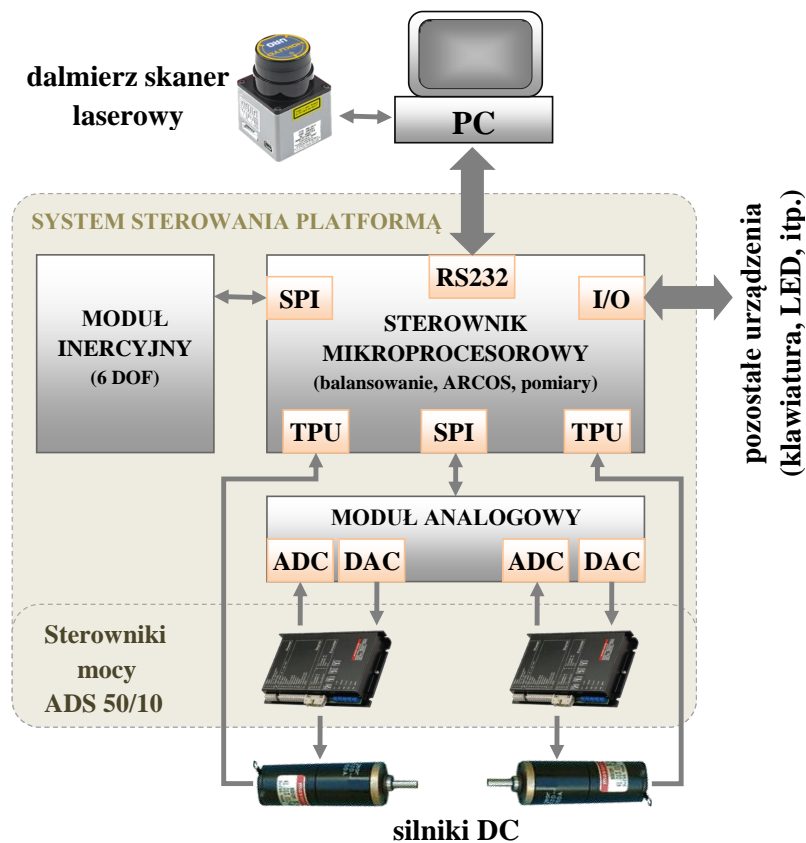 dalmierz skaner
laserowy
PC
SYSTEM STEROWANIA PLATFORMĄ
RS232
SPI
I/O
MODUŁ
INERCYJNY
(6 DOF)
STEROWNIK
MIKROPROCESOROWY
(balansowanie, ARCOS, pomiary)
pozostałe urządzenia
(klawiatura, LED, itp.)
TPU
SPI
TPU
MODUŁ ANALOGOWY
ADC
DAC
ADC
DAC
Sterowniki
mocy
ADS 50/10
silniki DC